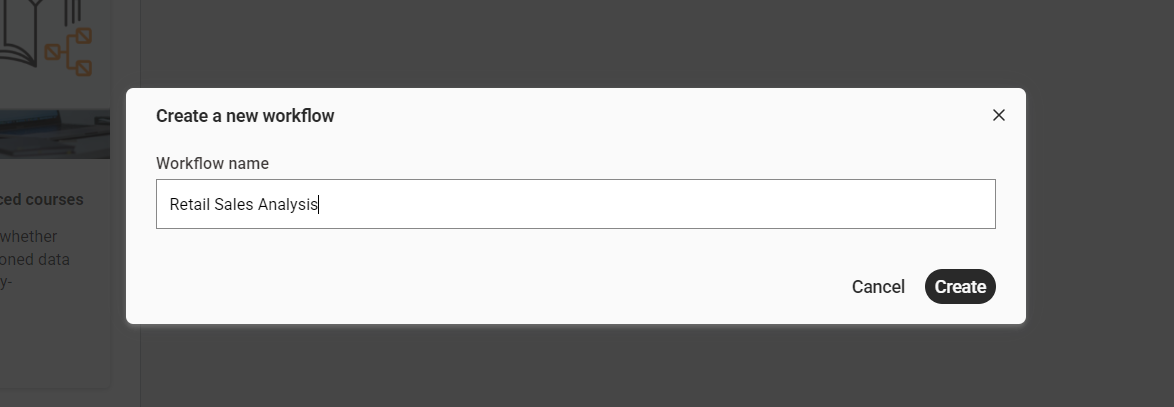 Create a new workflow
Workflow name
Retail Sales Analysis
Cancel
Create
ced courses
whether
oned data
y-